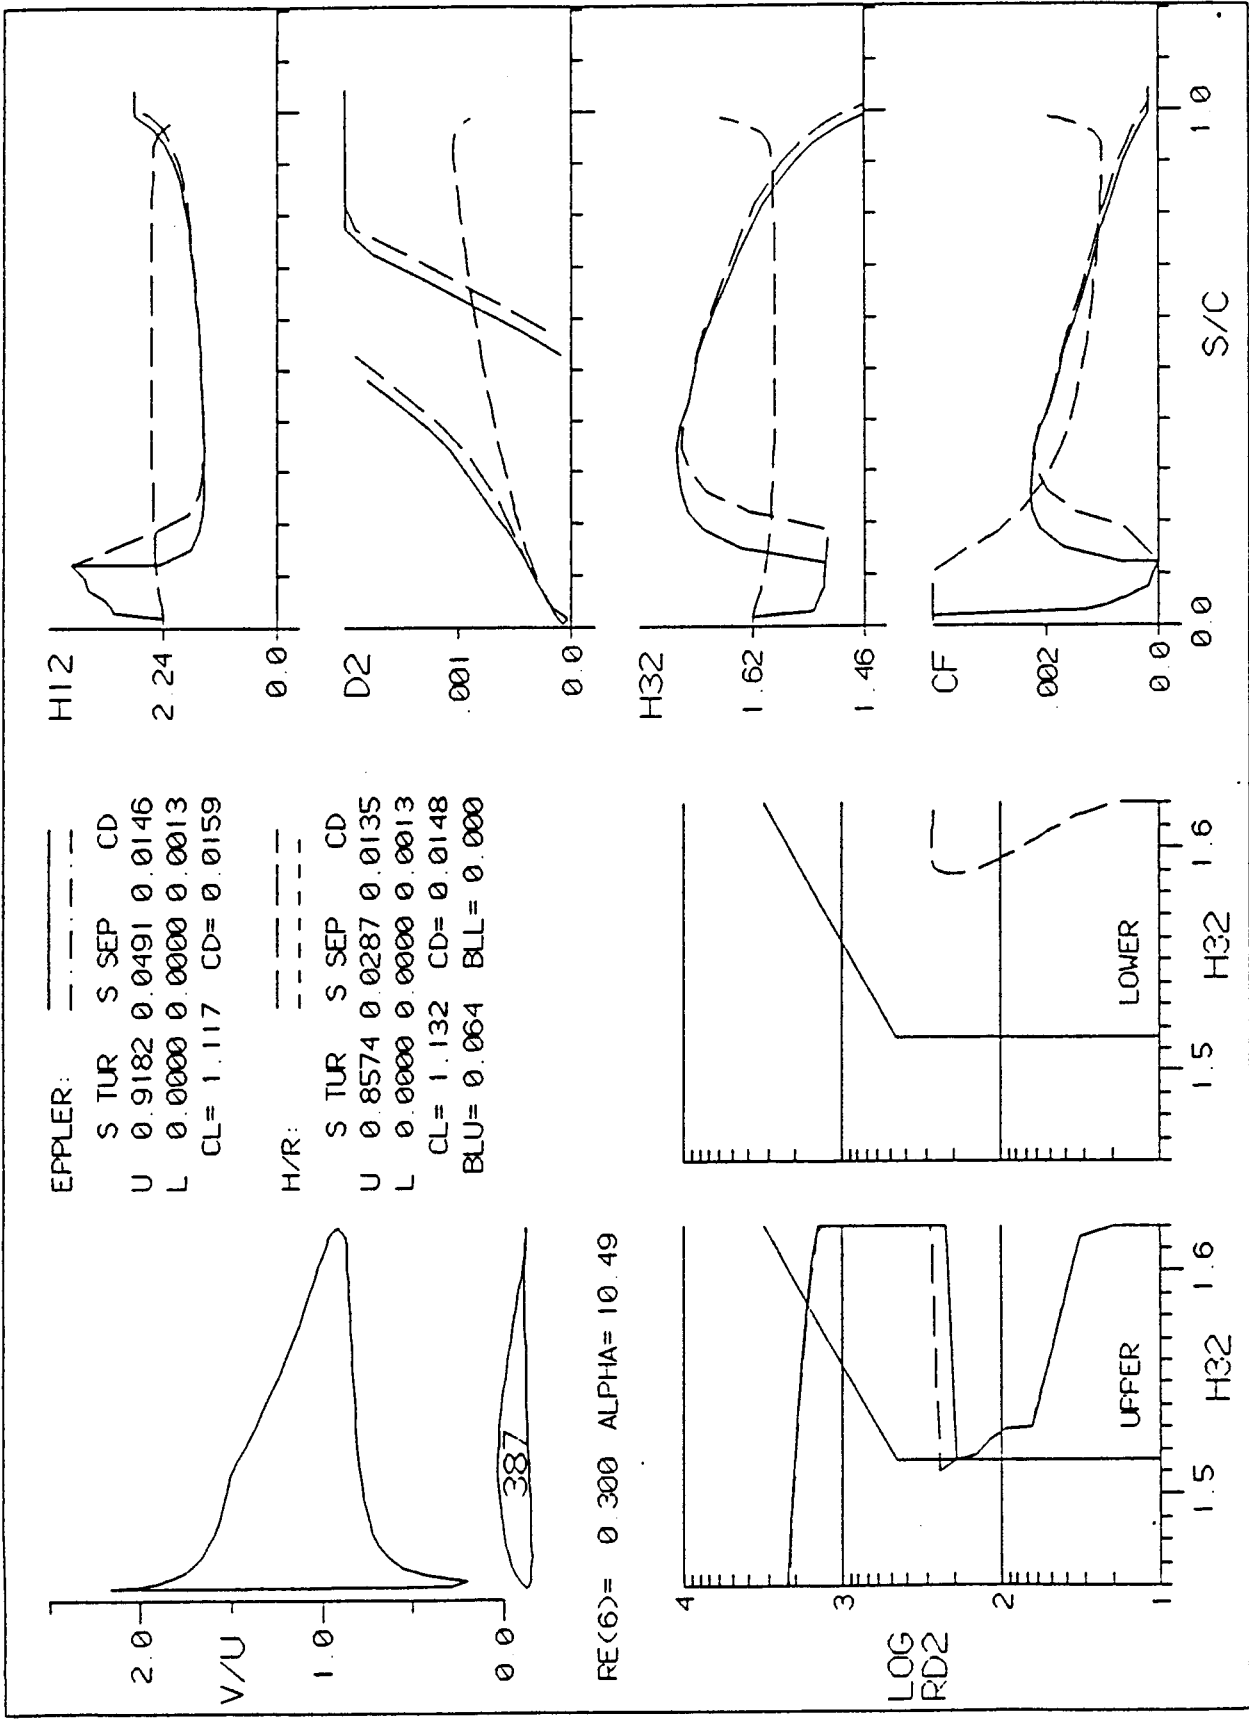 2.0
V/U
1.0
0.0
387
RE(6)= 0.300 ALPHA= 10.49
EPPLER:
S TUR S SEP CD
U 0.9182 0.0491 0.0146
L 0.0000 0.0000 0.0013
CL= 1.117 CD= 0.0159
H/R:
S TUR S SEP CD
U 0.8574 0.0287 0.0135
L 0.0000 0.0000 0.0013
CL= 1.132 CD= 0.0148
BLU= 0.064 BLL= 0.000
H12
2.24
0.0
D2
.001
0.0
H32
1.62
1.46
CF
.002
0.0
0.0
1.0
S/C
LOG
RD2
4
3
2
1
UPPER
1.5
1.6
H32
LOWER
1.5
1.6
H32